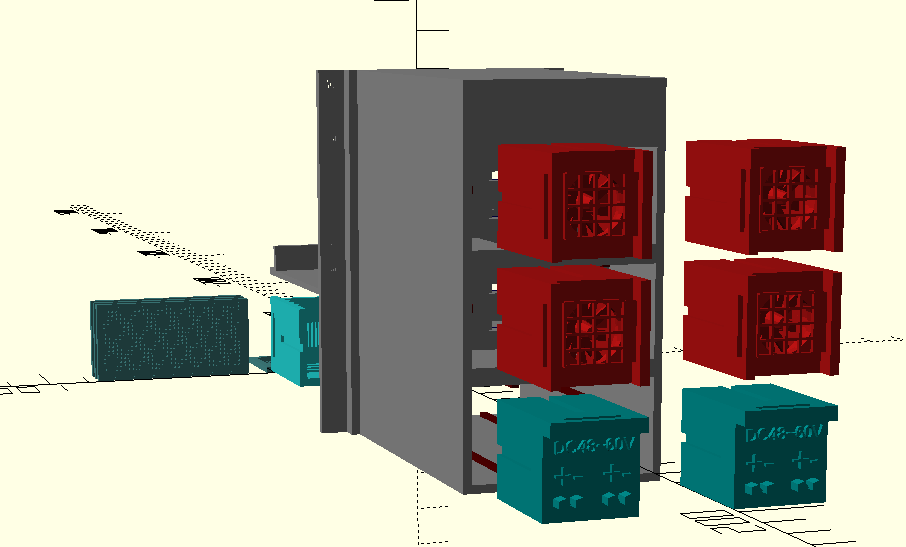 DC48-60V
+- +-
DC48-60V
+- +-